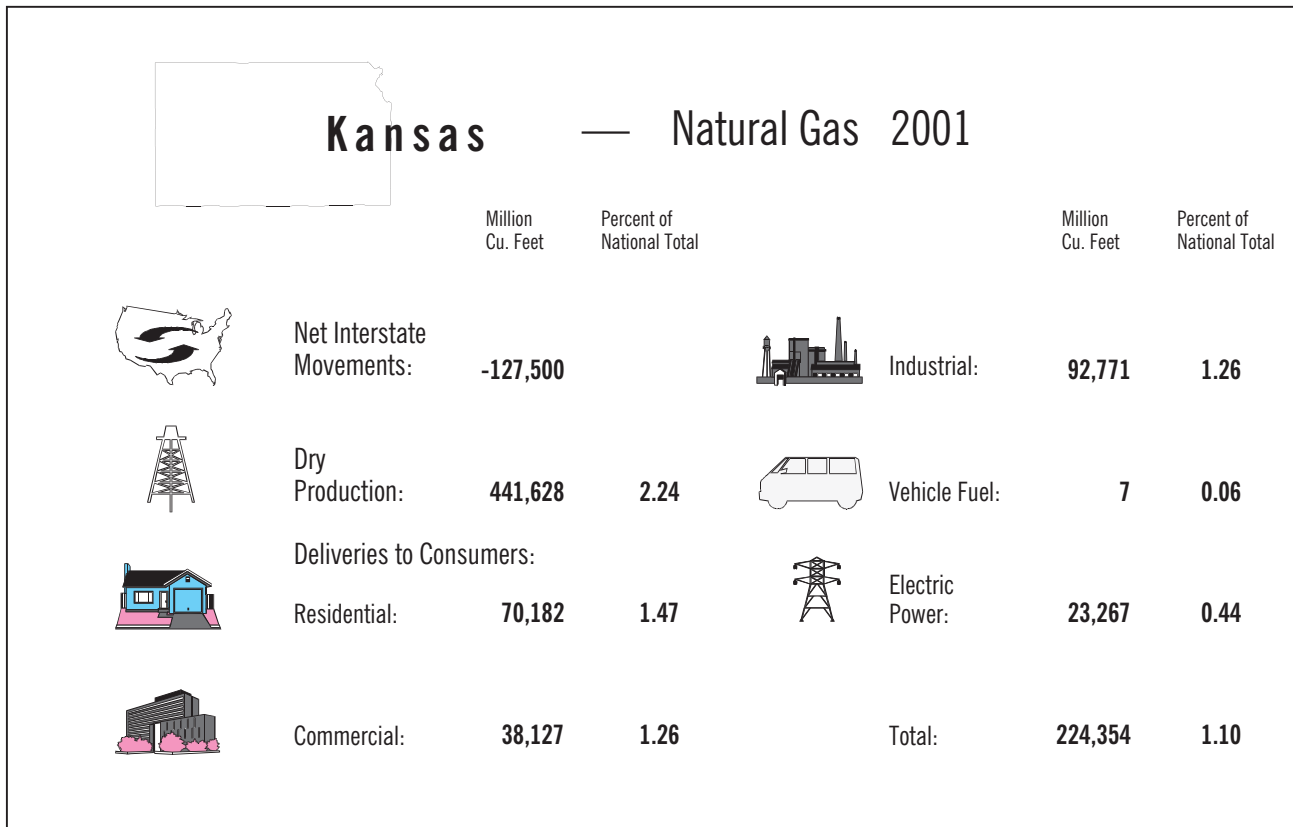 Kansas — Natural Gas 2001
Million Cu. Feet
Percent of National Total
Million Cu. Feet
Percent of National Total
Net Interstate
Movements: -127,500
Dry
Production: 441,628 2.24
Deliveries to Consumers:
Residential: 70,182 1.47
Commercial: 38,127 1.26
Industrial: 92,771 1.26
Vehicle Fuel: 7 0.06
Electric
Power: 23,267 0.44
Total: 224,354 1.10